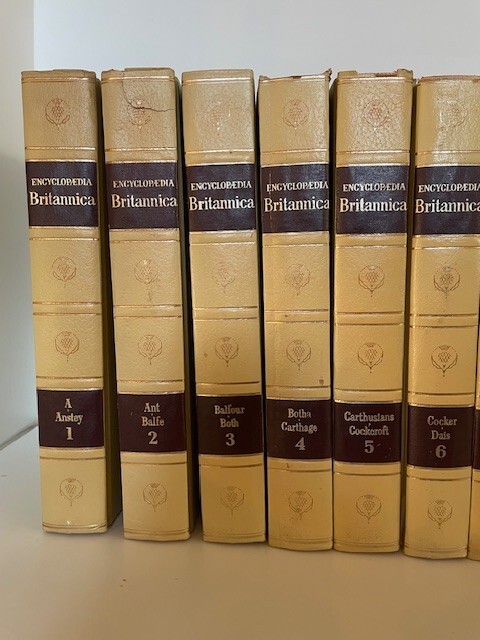 ENCYCLOPÆDIA
Britannica
A
Anstey
1
ENCYCLOPÆDIA
Britannica
Ant
Balfe
2
ENCYCLOPÆDIA
Britannica
Balfour
Both
3
ENCYCLOPÆDIA
Britannica
Botha
Carthage
4
ENCYCLOPÆDIA
Britannica
Carthusians
Cockcroft
5
ENCYCLOPÆDIA
Britannica
Cocker
Dais
6